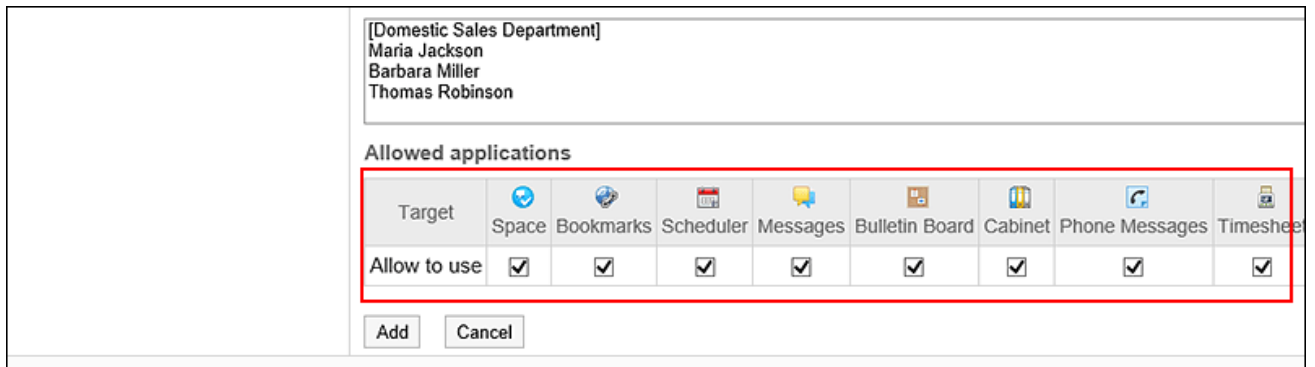 [Domestic Sales Department]
Maria Jackson
Barbara Miller
Thomas Robinson
Allowed applications
Target Space Bookmarks Scheduler Messages Bulletin Board Cabinet Phone Messages Timesheet
Allow to use
Add Cancel